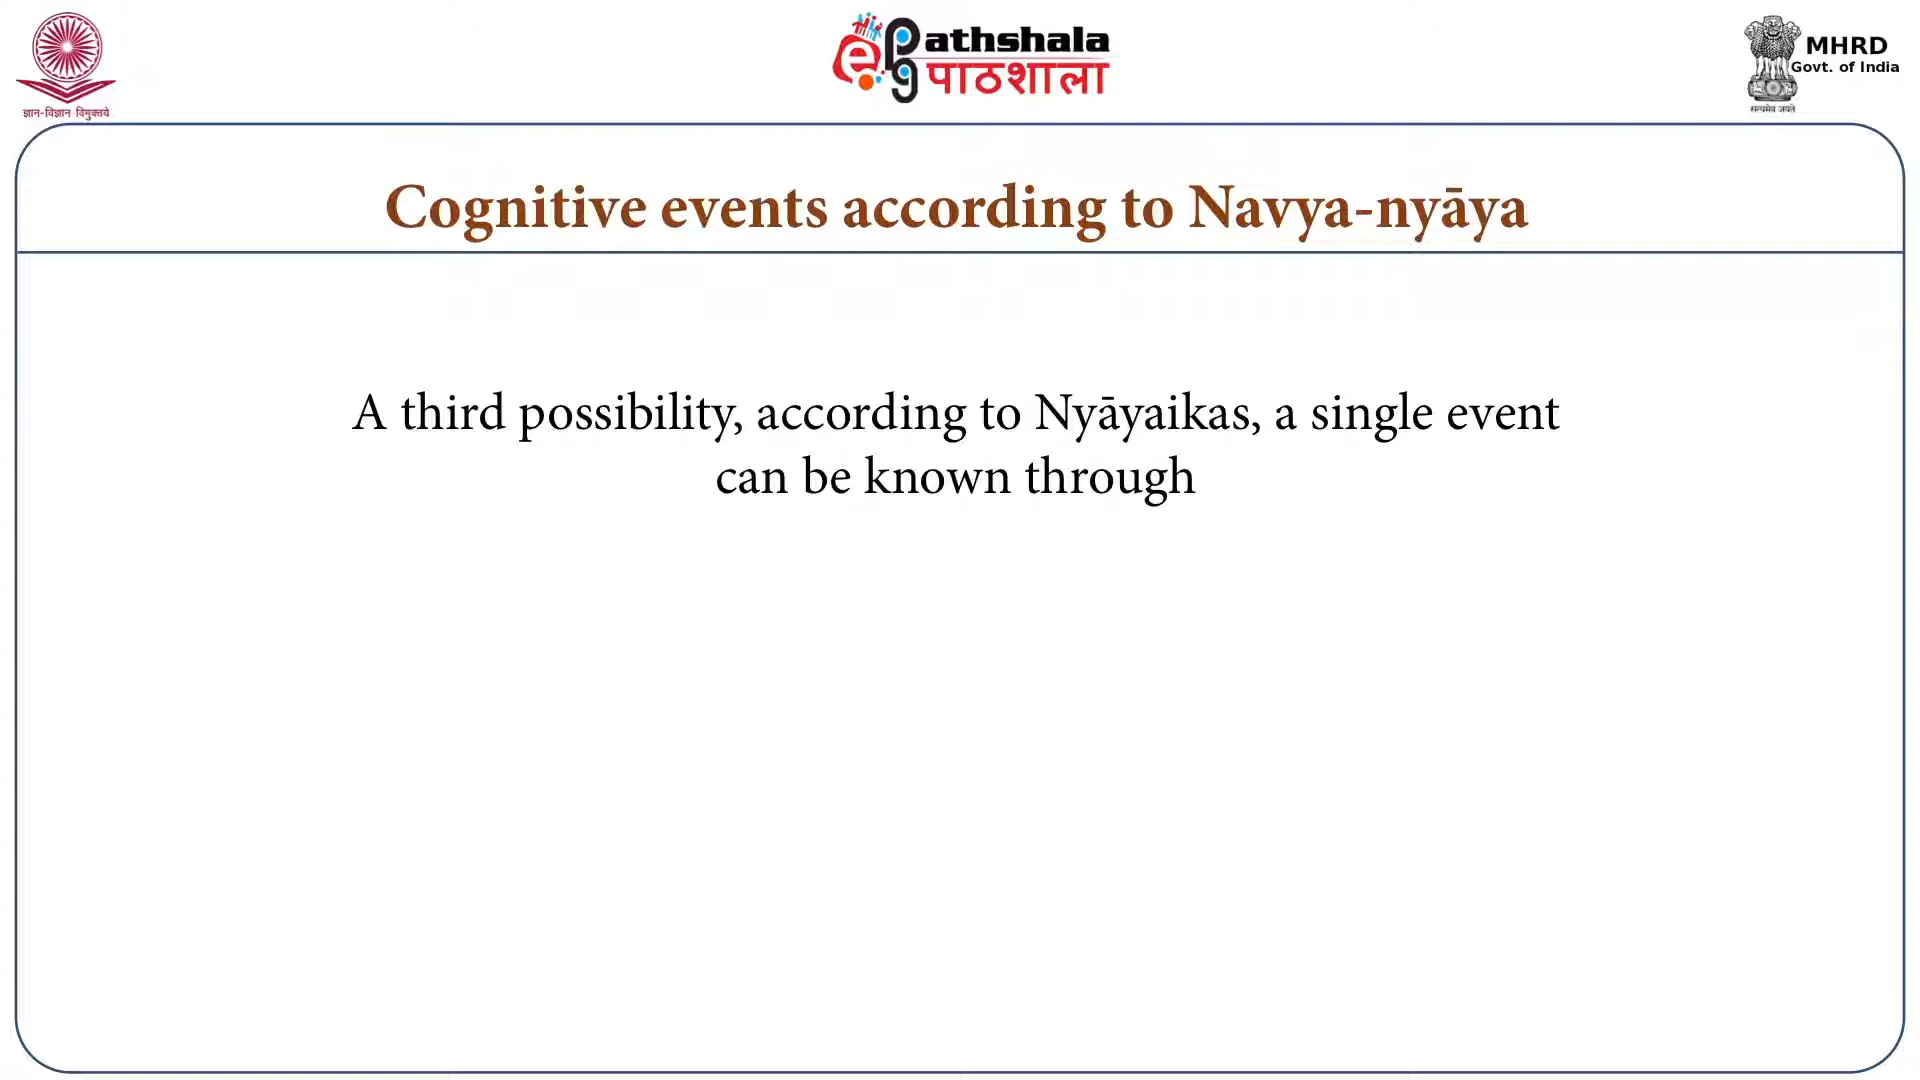 ज्ञान-विज्ञान विमुक्तये
ePathshala
पाठशाला
MHRD
Govt. of India
सत्यमेव जयते
Cognitive events according to Navya-nyāya
A third possibility, according to Nyāyaikas, a single event
can be known through